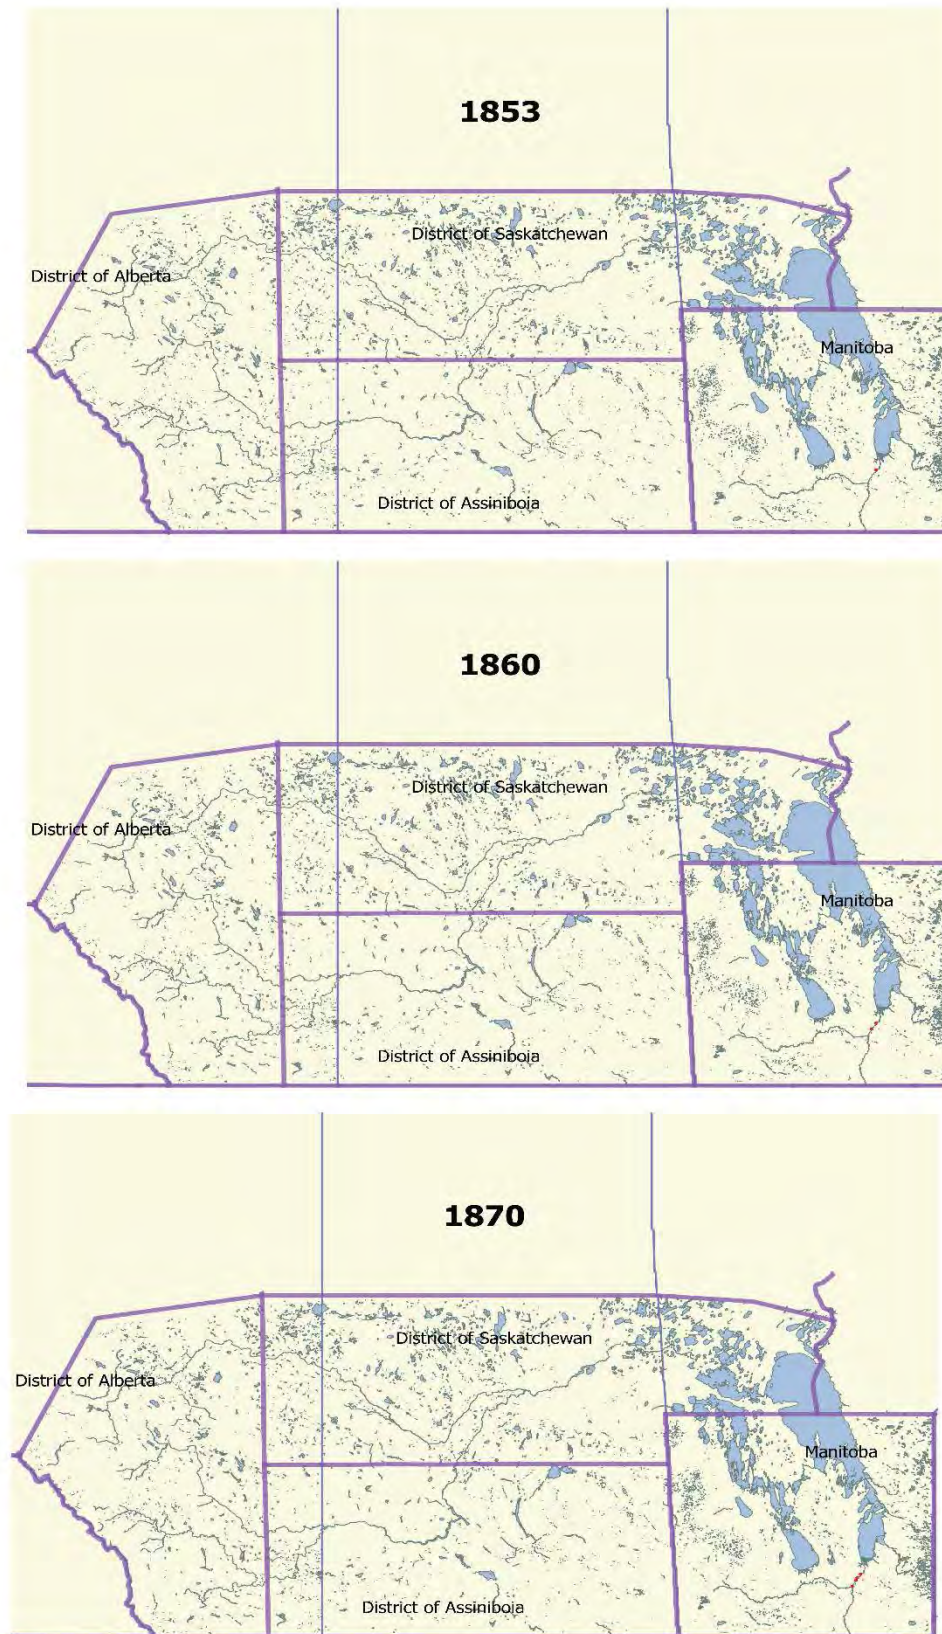 1853
District of Saskatchewan
District of Alberta
Manitoba
District of Assiniboia
1860
District of Saskatchewan
District of Alberta
Manitoba
District of Assiniboia
1870
District of Saskatchewan
District of Alberta
Manitoba
District of Assiniboia